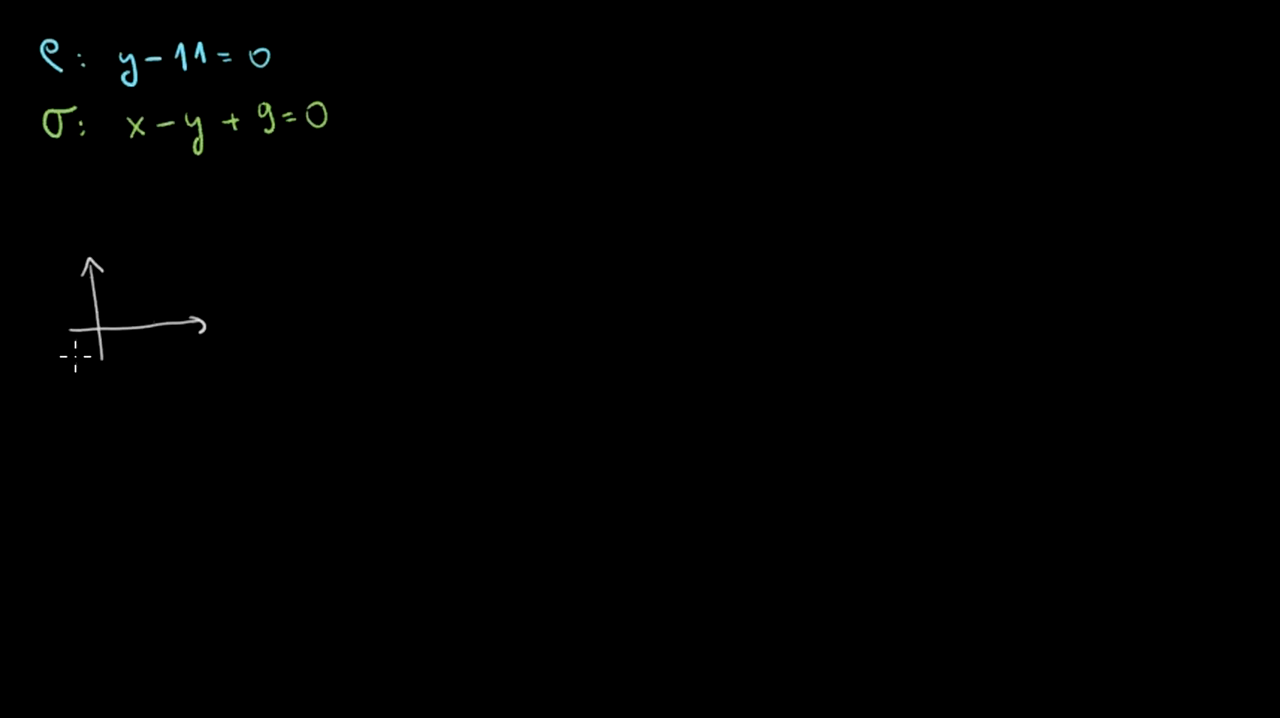 ρ: y - 11 = 0
σ: x - y + 9 = 0